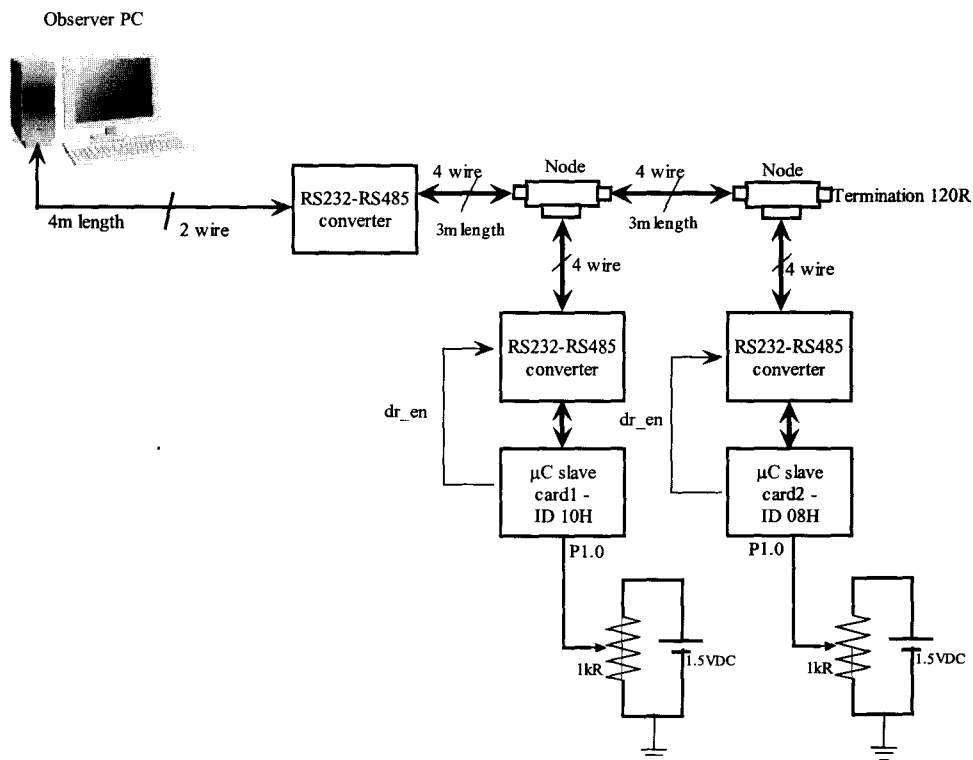 Observer PC
4m length
2 wire
RS232-RS485
converter
4 wire
3m length
Node
4 wire
3m length
Node
Termination 120R
4 wire
4 wire
RS232-RS485
converter
RS232-RS485
converter
dr_en
dr_en
μC slave
card1 -
ID 10H
μC slave
card2 -
ID 08H
P1.0
P1.0
1kR
1.5VDC
1kR
1.5VDC